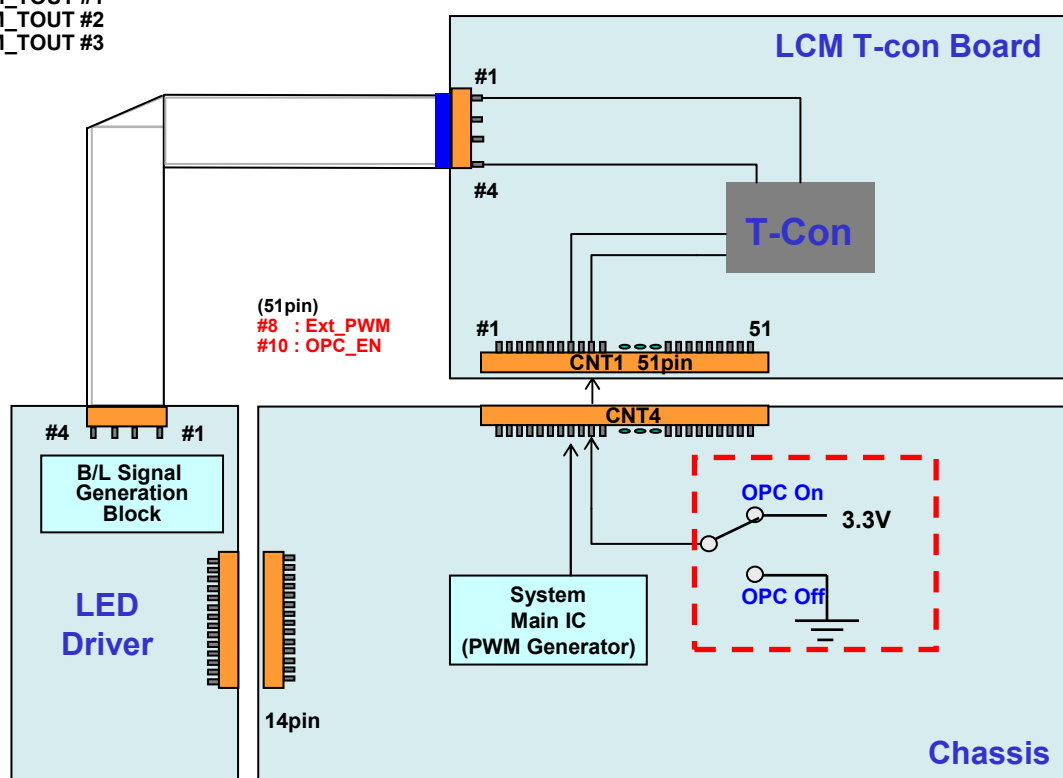 _TOUT #2
_TOUT #3
LCM T-con Board
#1
#4
T-Con
(51pin)
#8 : Ext_PWM
#10 : OPC_EN
#1
51
CNT1 51pin
CNT4
#4
#1
B/L Signal
Generation
Block
OPC On
3.3V
OPC Off
System
Main IC
(PWM Generator)
LED
Driver
14pin
Chassis